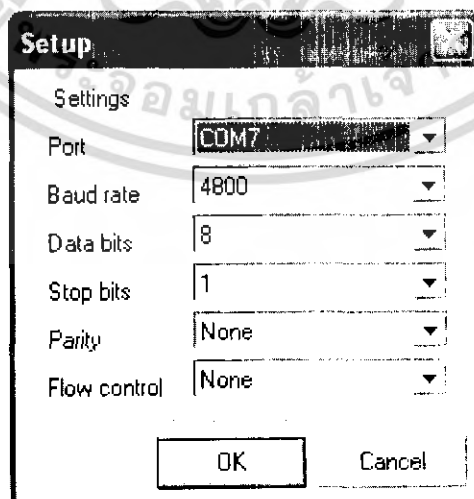 Setup
Settings
Port COM7
Baud rate 4800
Data bits 8
Stop bits 1
Parity None
Flow control None
OK Cancel